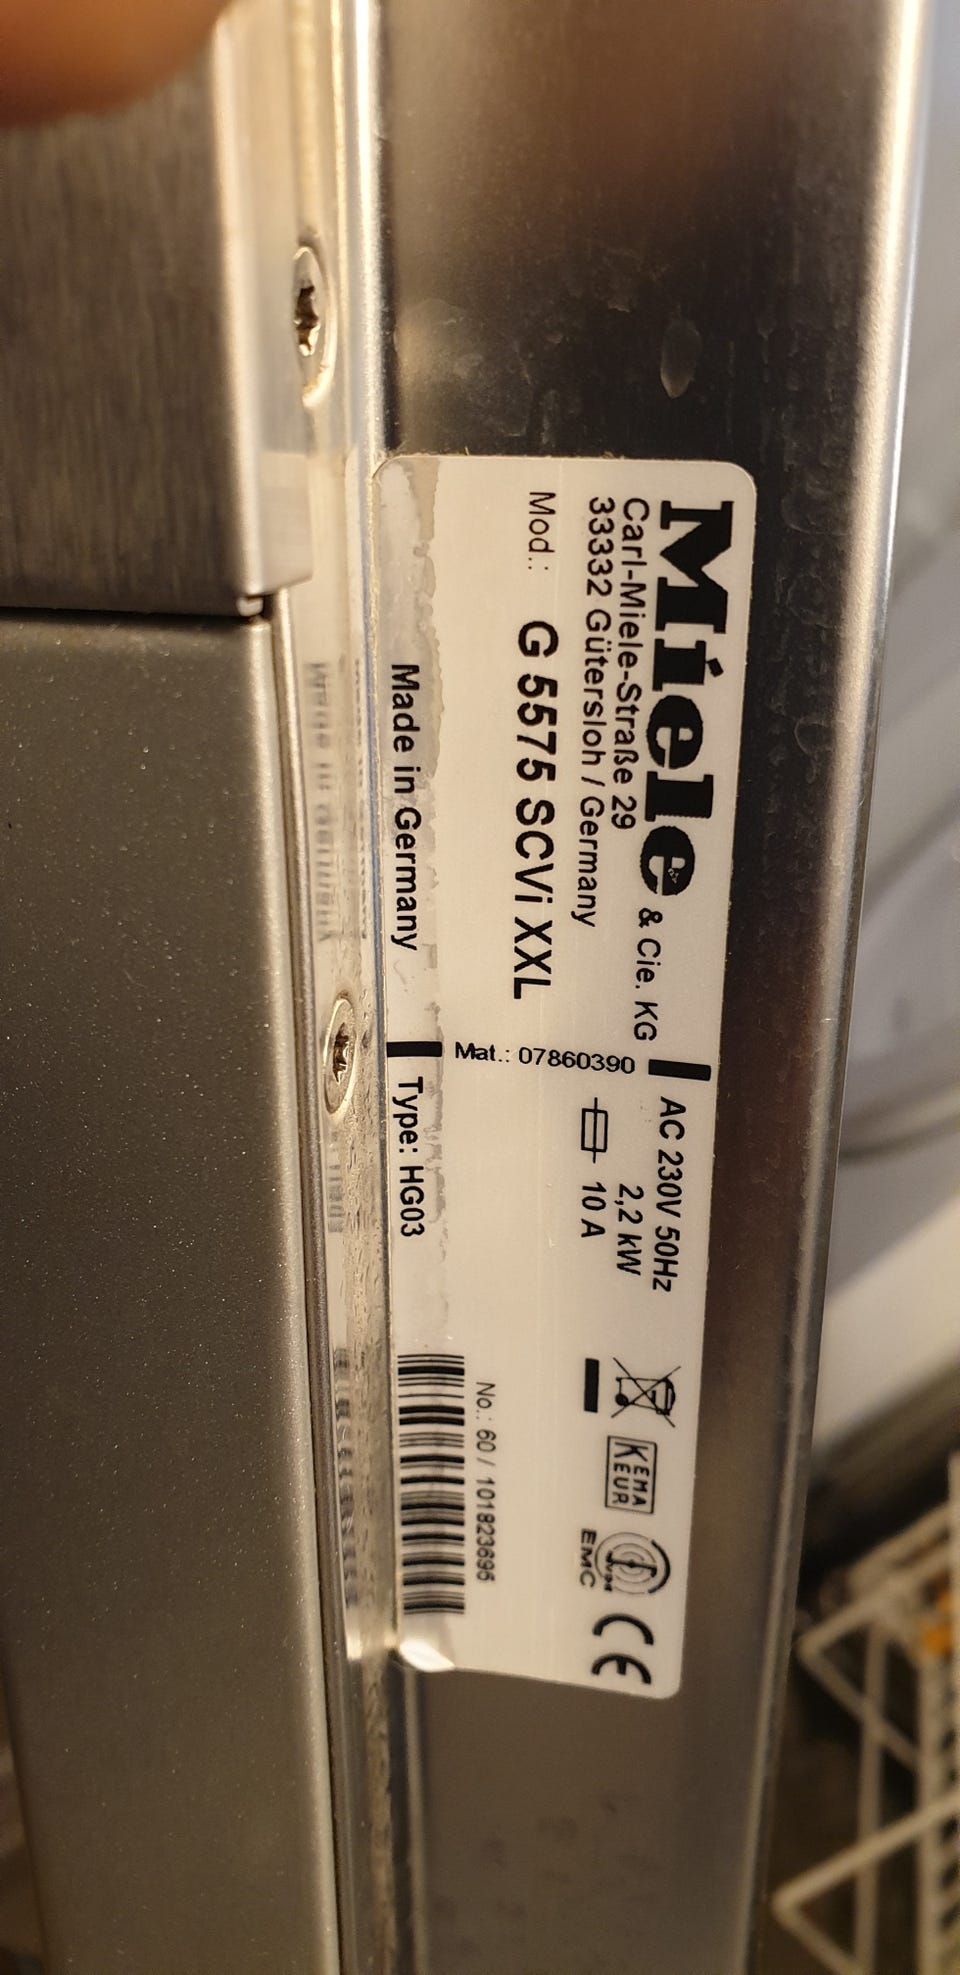 Miele & Cie. KG
Carl-Miele-Straße 29
33332 Gütersloh / Germany
Mod.: G 5575 SCVi XXL
Made in Germany
Mat.: 07860390
AC 230V 50Hz
2,2 kW
10 A
Type: HG03
KEMA
KEUR
EMC
CE
No.: 60 / 101823695